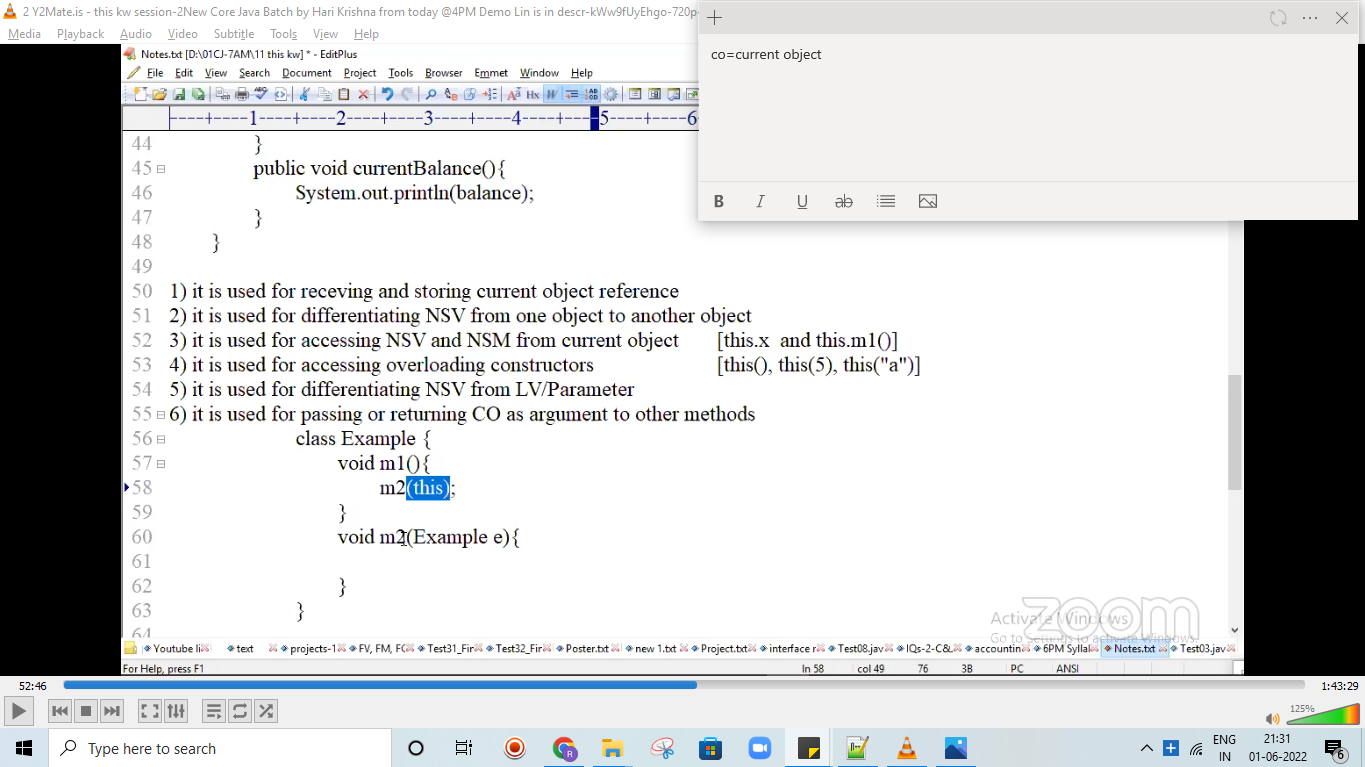 2 Y2Mate.is - this kw session-2New Core Java Batch by Hari Krishna from today @4PM Demo Lin is in descr-kWw9fUyEhgo-720p-
Media Playback Audio Video Subtitle Tools View Help
co=current object
Notes.txt [D:\01CJ-7AM\11 this kw] * - EditPlus
File Edit View Search Document Project Tools Browser Emmet Window Help
----+----1----+----2----+----3----+----4----+----5----+----6
44 }
45 public void currentBalance(){
46 System.out.println(balance);
47 }
48 }
49
50 1) it is used for receving and storing current object reference
51 2) it is used for differentiating NSV from one object to another object
52 3) it is used for accessing NSV and NSM from current object [this.x and this.m1()]
53 4) it is used for accessing overloading constructors [this(), this(5), this("a")]
54 5) it is used for differentiating NSV from LV/Parameter
55 6) it is used for passing or returning CO as argument to other methods
56 class Example {
57 void m1(){
58 m2(this);
59 }
60 void m2(Example e){
61
62 }
63 }
64
zoom
Activate Windows
Go to Settings to activate Windows.
Youtube li text projects-1 FV, FM, FC Test31_Fir Test32_Fir Poster.txt new 1.txt Project.txt interface r Test08.jav IQs-2-C& accountin 6PM Syllal Notes.txt Test03.jav
For Help, press F1 ln 58 col 49 76 3B PC ANSI
52:46 1:43:29
125%
Type here to search
ENG
IN
21:31
01-06-2022
6